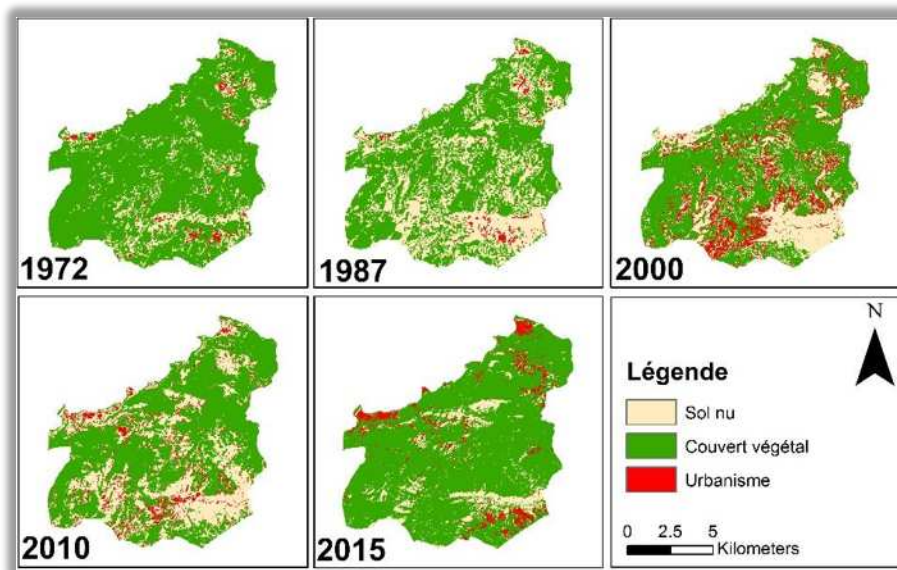 1972
1987
2000
2010
2015
N
Légende
Sol nu
Couvert végétal
Urbanisme
0 2.5 5
Kilometers